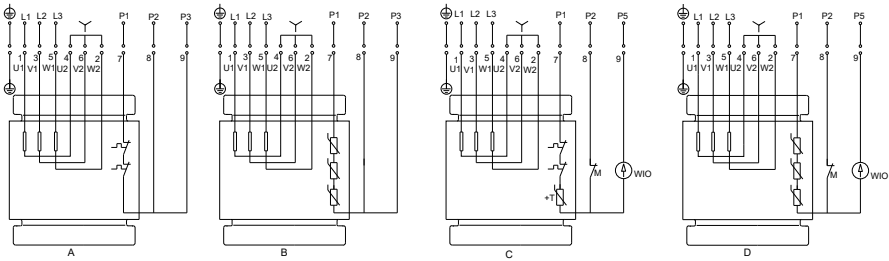 L1 L2 L3 P1 P2 P3
1 3 5 4 6 2 7 8 9
U1 V1 W1 U2 V2 W2
A
L1 L2 L3 P1 P2 P3
1 3 5 4 6 2 7 8 9
U1 V1 W1 U2 V2 W2
B
L1 L2 L3 P1 P2 P5
1 3 5 4 6 2 7 8 9
U1 V1 W1 U2 V2 W2
M WIO
+T
C
L1 L2 L3 P1 P2 P5
1 3 5 4 6 2 7 8 9
U1 V1 W1 U2 V2 W2
M WIO
D